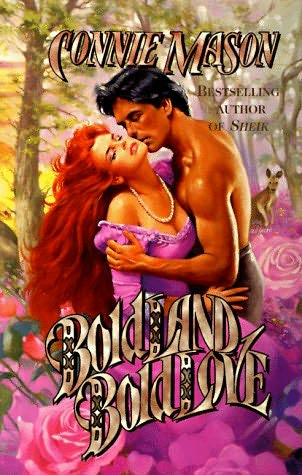 CONNIE MASON
BESTSELLING
AUTHOR
OF SHEIK
Bold LAND,
Bold LOVE